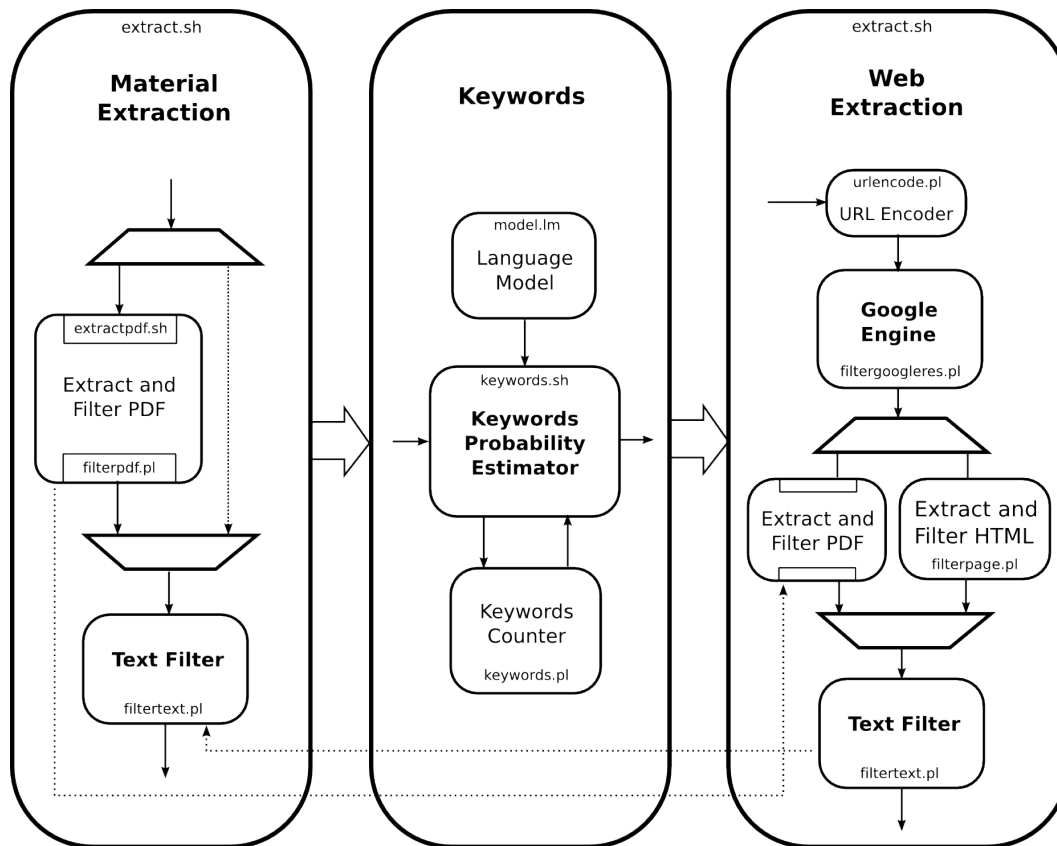 extract.sh
Material
Extraction
extractpdf.sh
Extract and
Filter PDF
filterpdf.pl
Text Filter
filtertext.pl
Keywords
model.lm
Language
Model
keywords.sh
Keywords
Probability
Estimator
Keywords
Counter
keywords.pl
extract.sh
Web
Extraction
urlencode.pl
URL Encoder
Google
Engine
filtergoogleres.pl
Extract and
Filter PDF
Extract and
Filter HTML
filterpage.pl
Text Filter
filtertext.pl